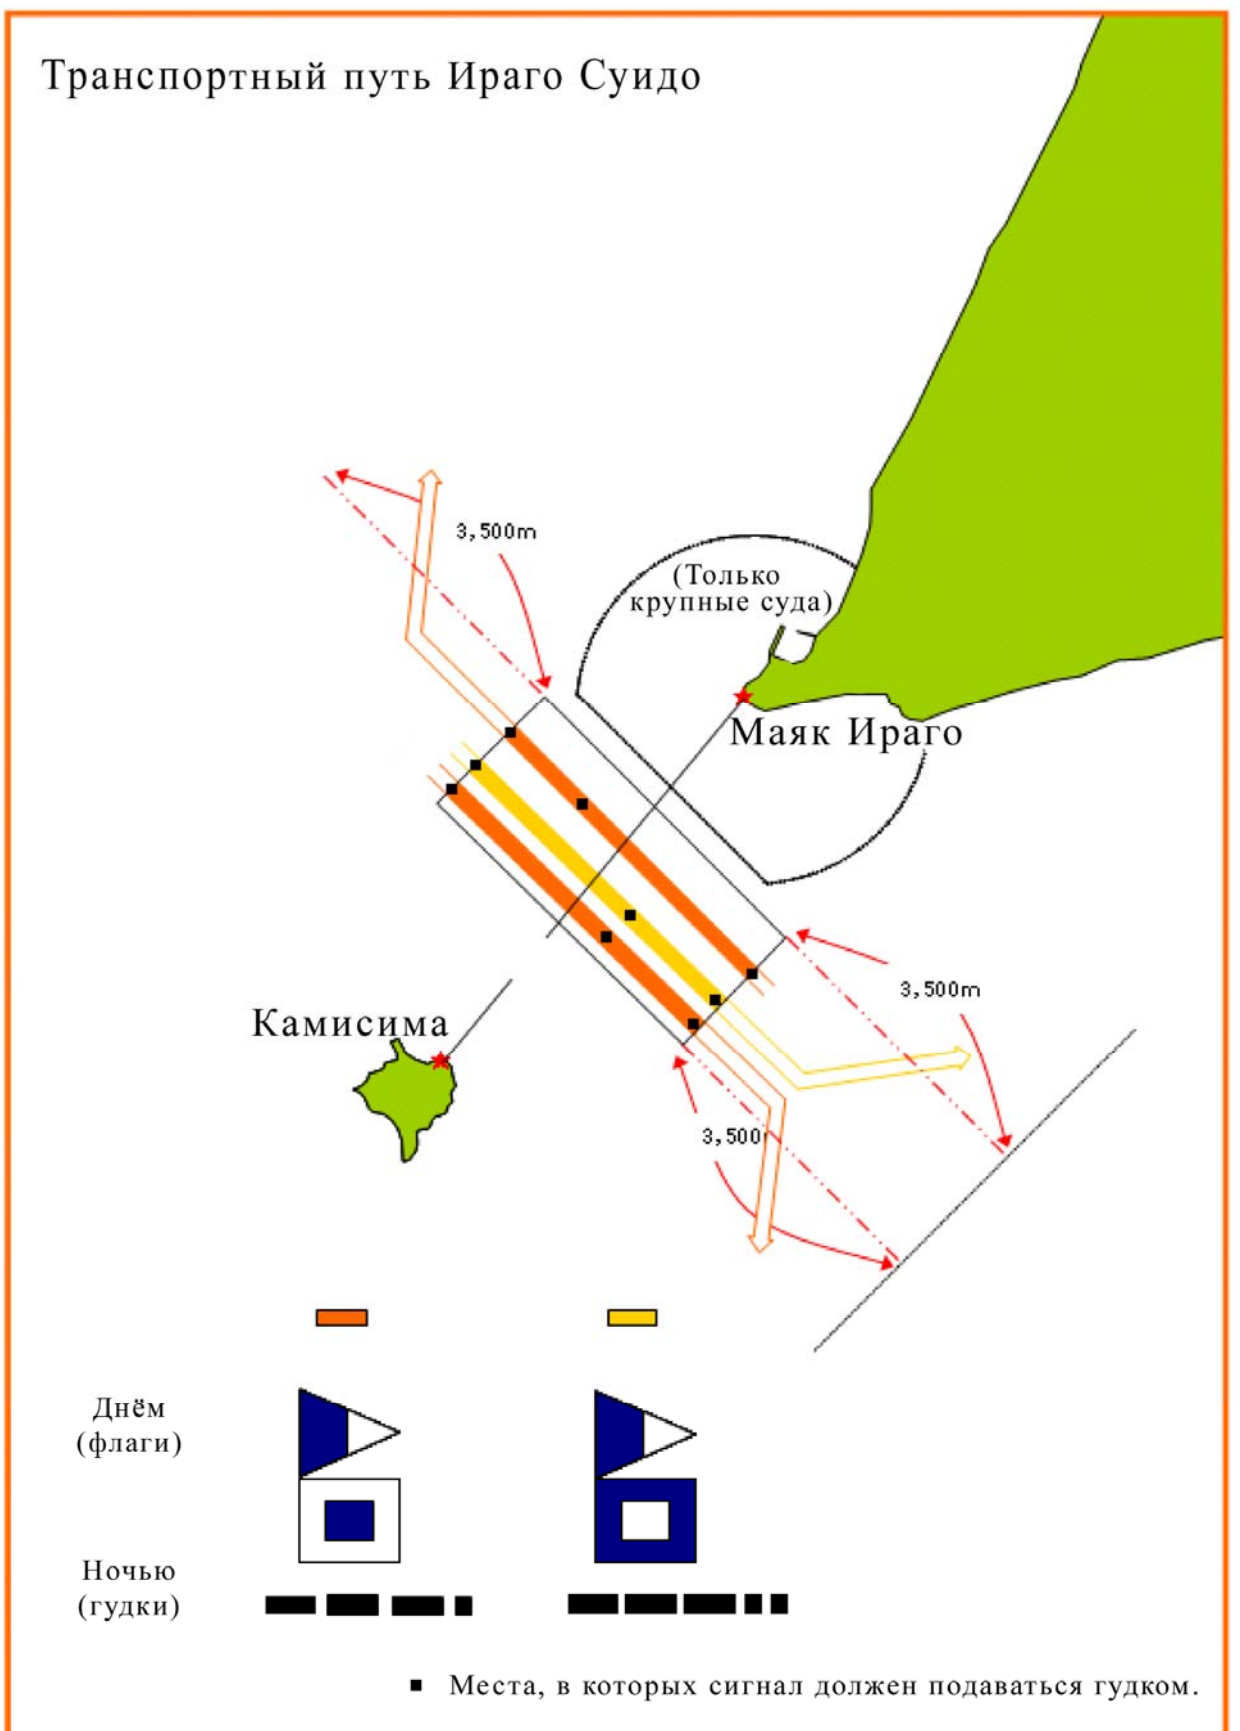 Транспортный путь Ираго Суидо
3,500m
(Только
крупные суда)
Маяк Ираго
3,500m
Камисима
3,500
Днём
(флаги)
Ночью
(гудки)
Места, в которых сигнал должен подаваться гудком.